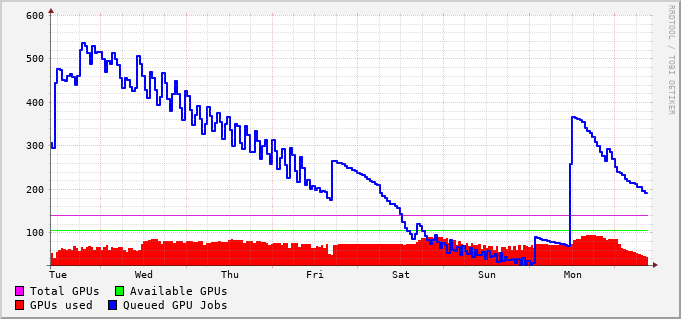 600
500
400
300
200
100
Tue Wed Thu Fri Sat Sun Mon
Total GPUs Available GPUs
GPUs used Queued GPU Jobs
RRDTOOL / TOBI OETIKER